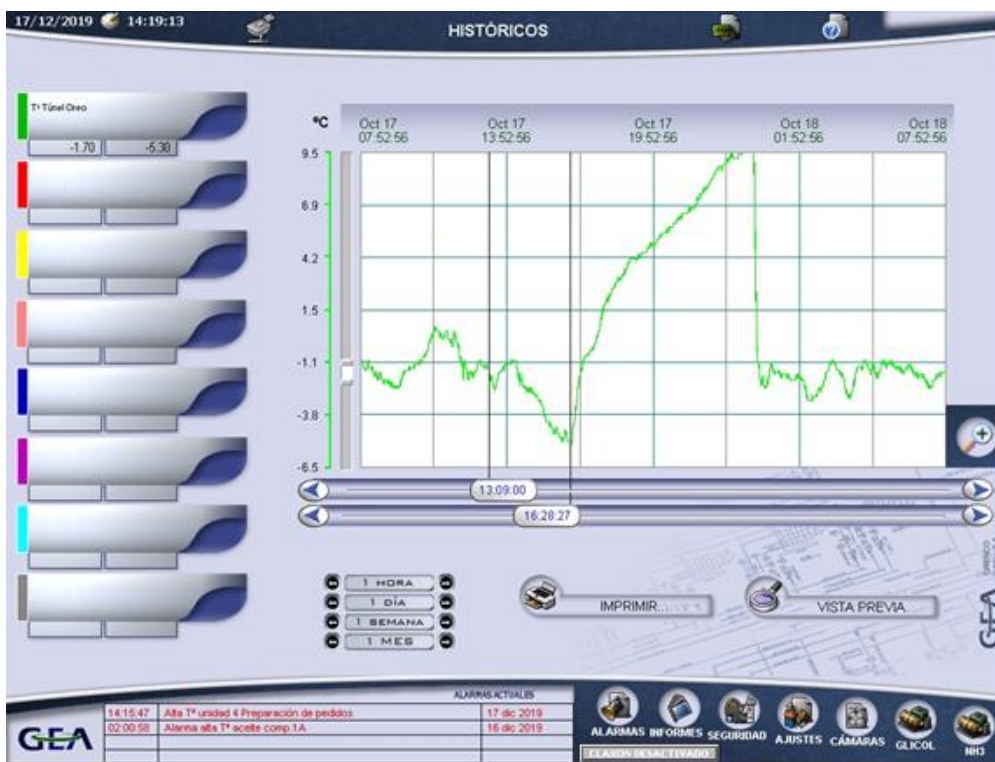 17/12/2019 14:19:13
HISTÓRICOS
Tª Túnel Oreo
-1.70 -5.30
ºC
Oct 17 Oct 17 Oct 17 Oct 18 Oct 18
07:52:56 13:52:56 19:52:56 01:52:56 07:52:56
9.5
6.9
4.2
1.5
-1.1
-3.8
-6.5
13:09:00
16:28:27
1 HORA
1 DÍA
1 SEMANA
1 MES
IMPRIMIR...
VISTA PREVIA
GEA
ALARMAS ACTUALES
14:15:47 Alta Tª unidad 4 Preparación de pedidos 17 dic 2019
02:00:58 Alarma alta Tª aceite comp.1A 16 dic 2019
GEA
ALARMAS INFORMES SEGURIDAD AJUSTES CÁMARAS GLICOL NH3
CLAXON DESACTIVADO